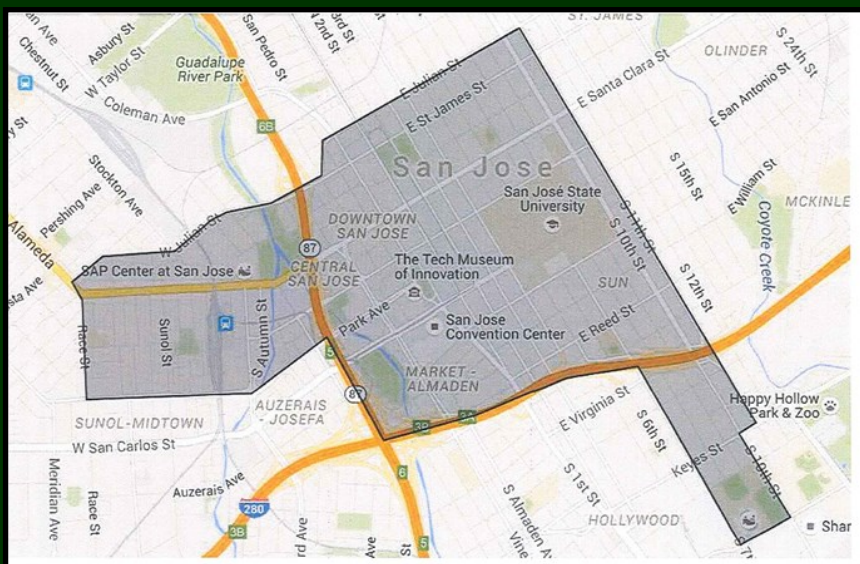 ST. JAMES
OLINDER
S 24th St
Asbury St
W Taylor St
Chestnut St
San Pedro St
N 2nd St
3rd St
Guadalupe
River Park
Coleman Ave
E Julian St
E St James St
E Santa Clara St
E San Antonio St
6B
Stockton Ave
Pershing Ave
Alameda
San Jose
San José State
University
S 15th St
E William St
MCKINLE
Coyote Creek
W Julian St
DOWNTOWN
SAN JOSE
87
SAP Center at San Jose
CENTRAL
SAN JOSE
The Tech Museum
of Innovation
S 11th St
S 10th St
SUN
S 12th St
Race St
Sunol St
S Autumn St
Park Ave
San Jose
Convention Center
E Reed St
5
MARKET -
ALMADEN
87
AUZERAIS
- JOSEFA
SUNOL-MIDTOWN
W San Carlos St
3B
3A
E Virginia St
S 6th St
Happy Hollow
Park & Zoo
Keyes St
S 10th St
Meridian Ave
Race St
Auzerais Ave
280
3B
6
5
S 1st St
S Almaden Ave
HOLLYWOOD
S 7th
Shar